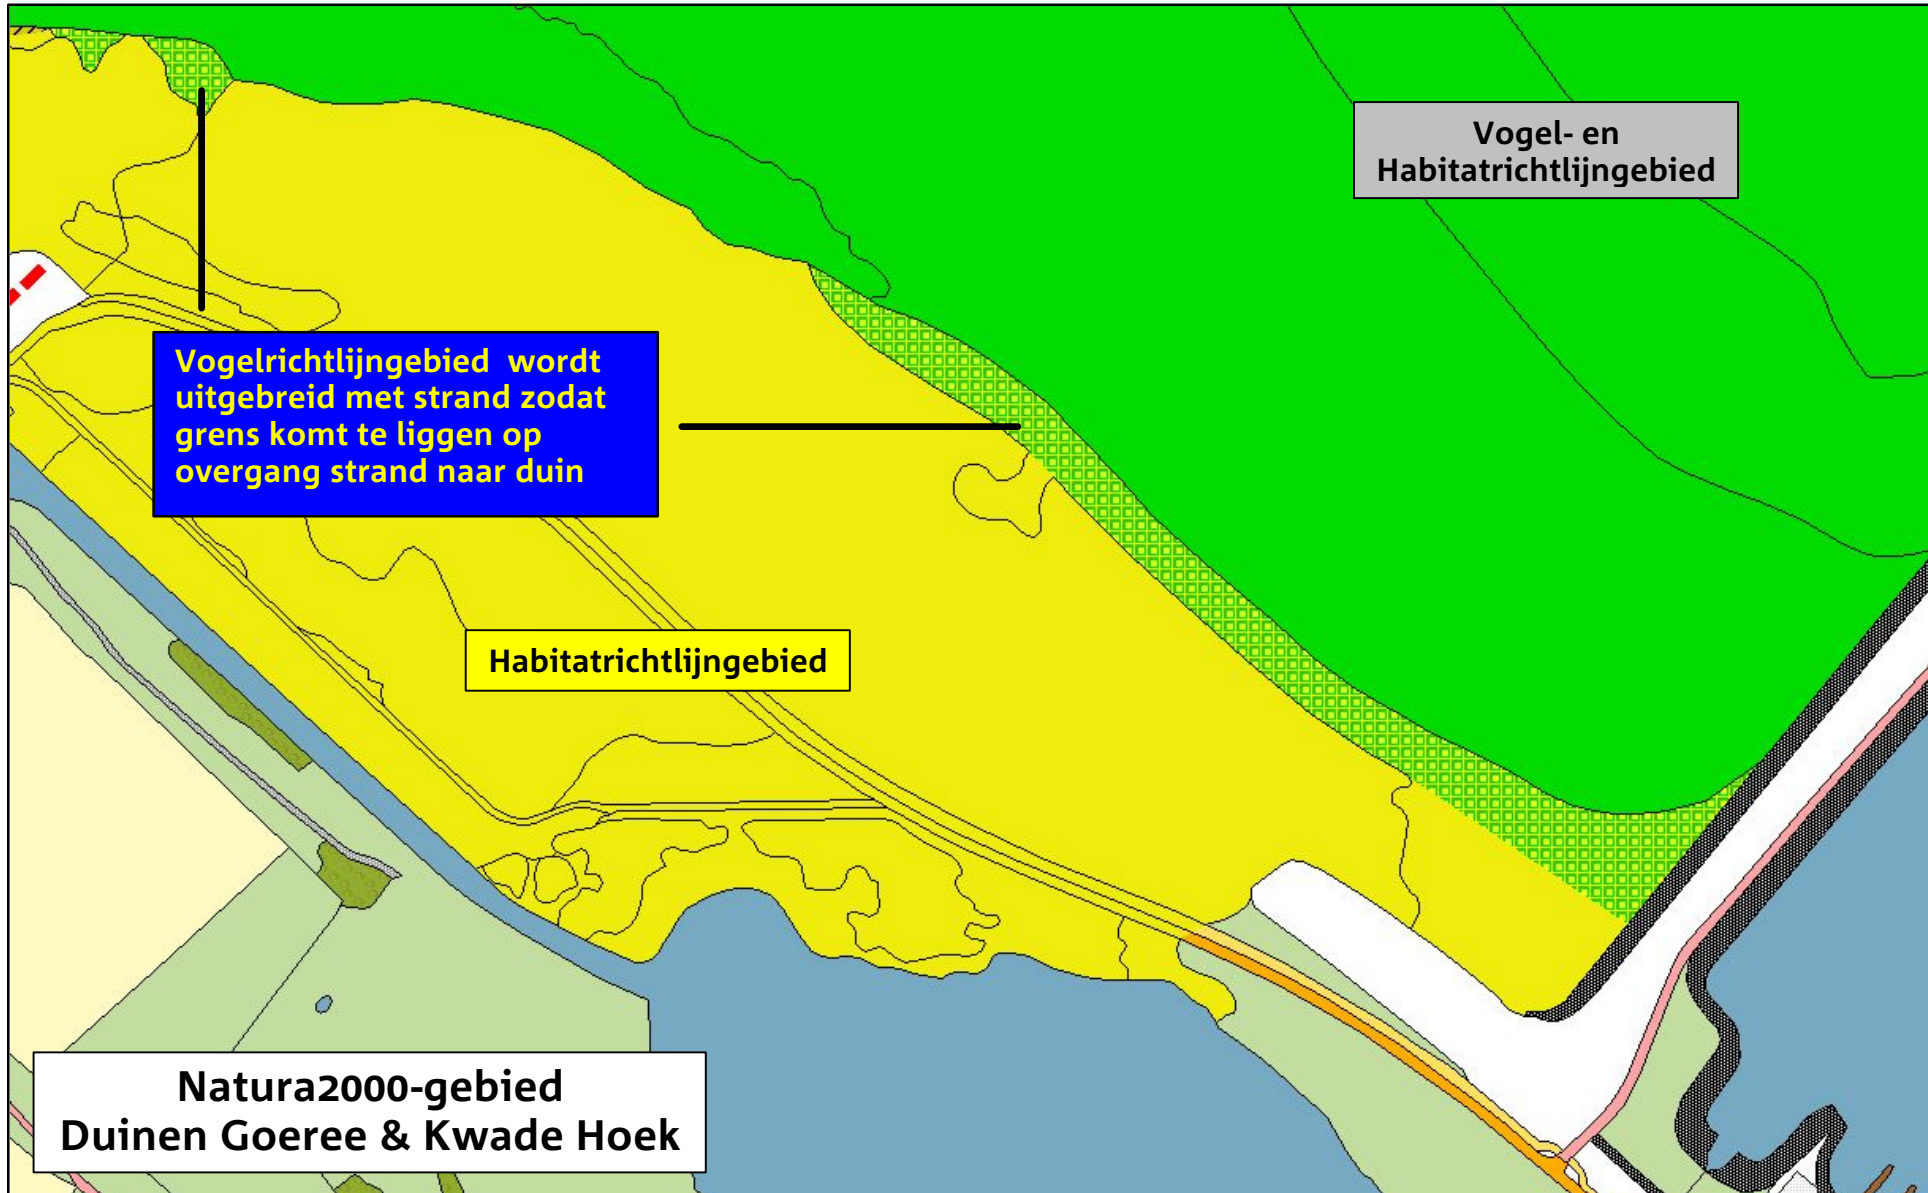 Vogel- en
Habitatrichtlijngebied
Vogelrichtlijngebied wordt
uitgebreid met strand zodat
grens komt te liggen op
overgang strand naar duin
Habitatrichtlijngebied
Natura2000-gebied
Duinen Goeree & Kwade Hoek